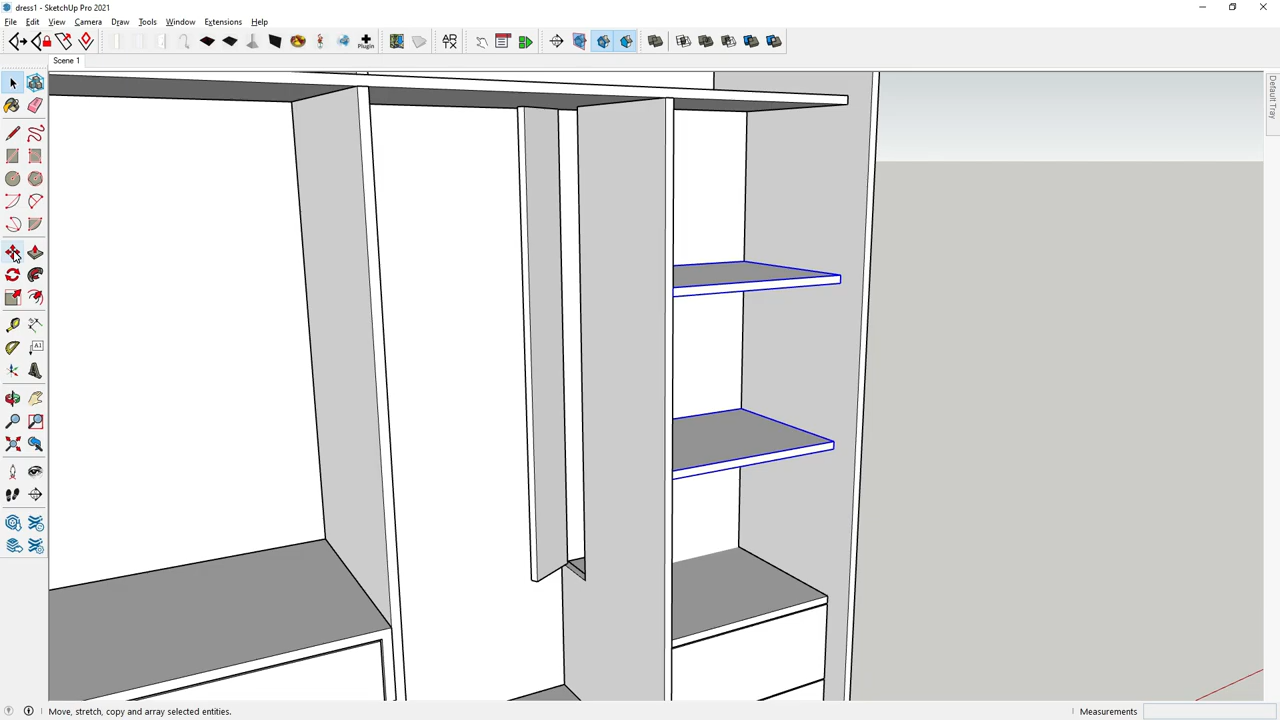 dress1 - SketchUp Pro 2021
File Edit View Camera Draw Tools Window Extensions Help
Plugin
Scene 1
Default Tray
Move, stretch, copy and array selected entities.
Measurements